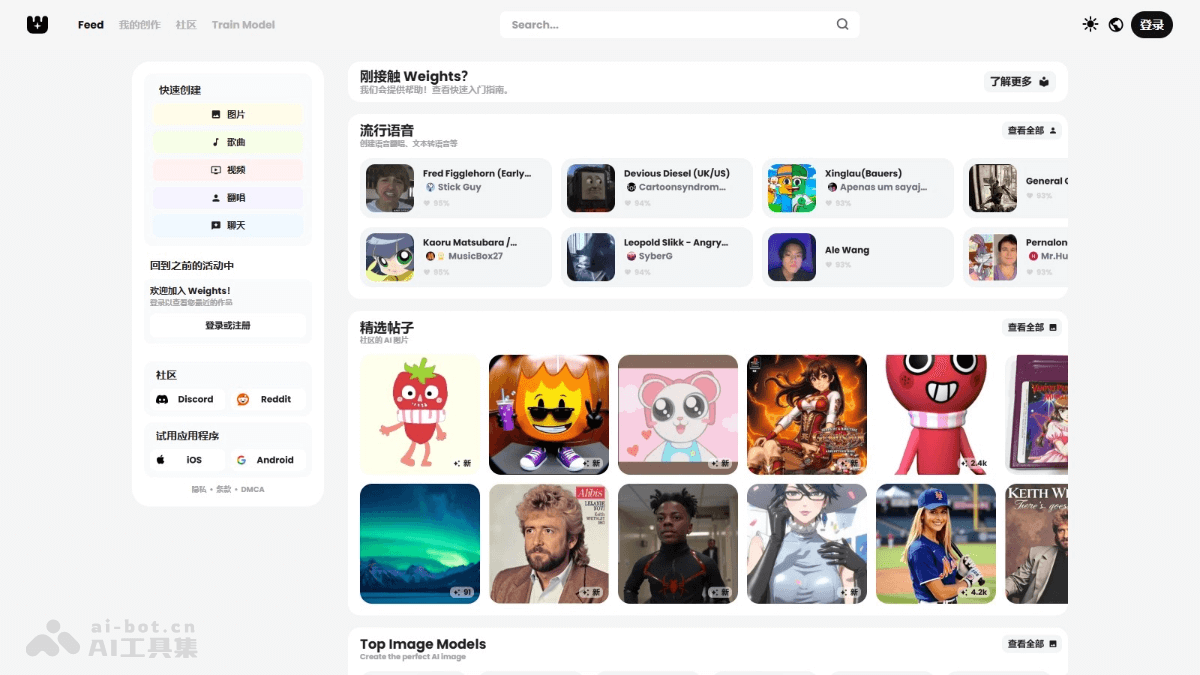 Feed
我的创作
社区
Train Model
Search...
登录
快速创建
图片
歌曲
视频
翻唱
聊天
回到之前的活动中
欢迎加入 Weights!
登录以查看您最近的作品
登录或注册
社区
Discord
Reddit
试用应用程序
iOS
Android
隐私 • 条款 • DMCA
刚接触 Weights?
我们会提供帮助！查看快速入门指南。
了解更多
流行语音
创建语音翻唱、文本转语音等
查看全部
Fred Figglehorn (Early...
Stick Guy
95%
Devious Diesel (UK/US)
Cartoonsyndrom...
94%
Xinglau(Bauers)
Apenas um sayaj...
93%
General
93%
Kaoru Matsubara /...
MusicBox27
95%
Leopold Slikk - Angry...
SyberG
94%
Ale Wang
93%
Pernalon
Mr.Hu
93%
精选帖子
社区的 AI 图片
查看全部
新
新
新
新
2.4k
91
Alibis
新
新
新
4.2k
KEITH
There's goes
Top Image Models
Create the perfect AI image
查看全部
ai-bot.cn
AI工具集